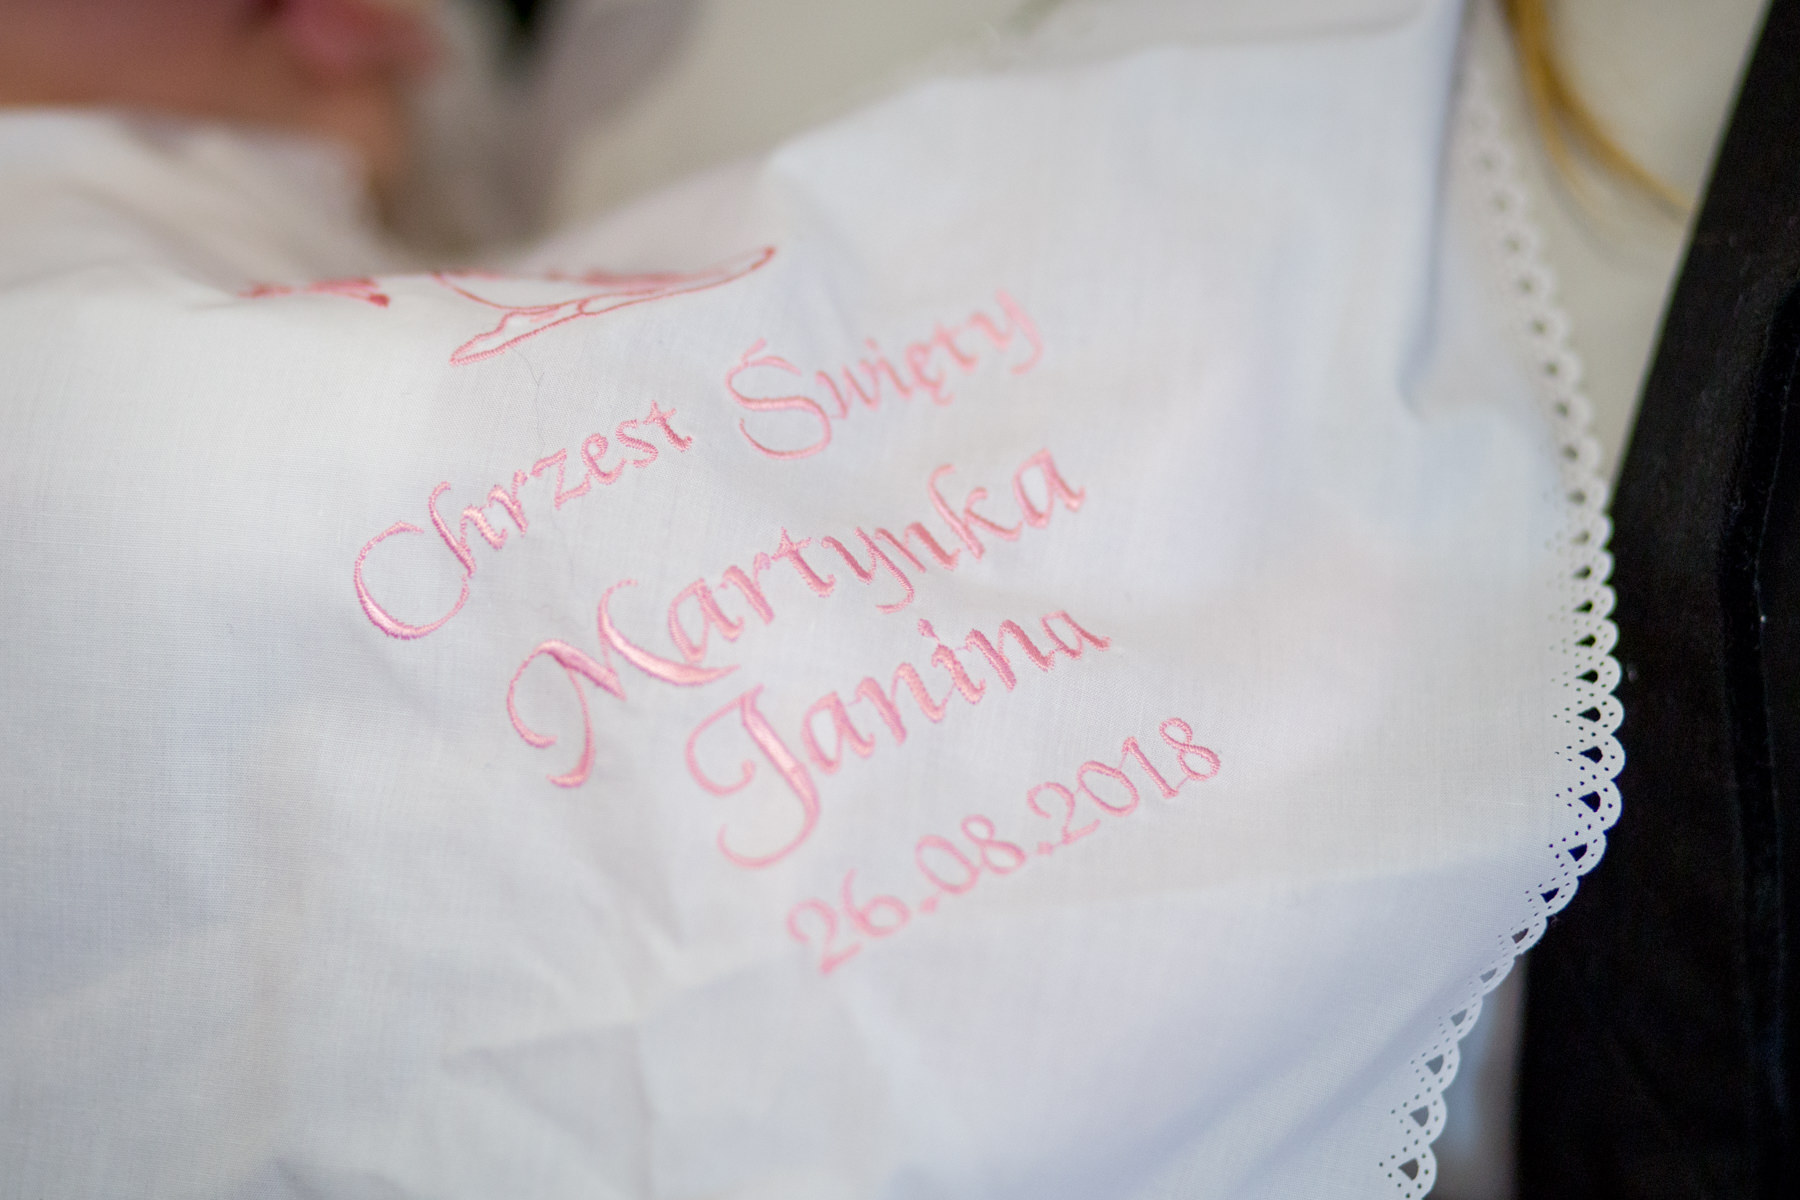 Chrzest Święty
Martynka
Janina
26.08.2018